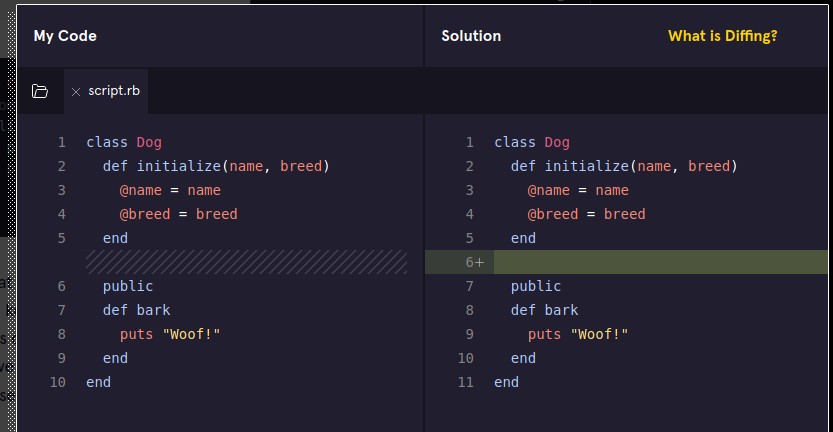 My Code
Solution
What is Diffing?
script.rb
1 class Dog
2 def initialize(name, breed)
3 @name = name
4 @breed = breed
5 end
6 public
7 def bark
8 puts "Woof!"
9 end
10 end
1 class Dog
2 def initialize(name, breed)
3 @name = name
4 @breed = breed
5 end
6+
7 public
8 def bark
9 puts "Woof!"
10 end
11 end